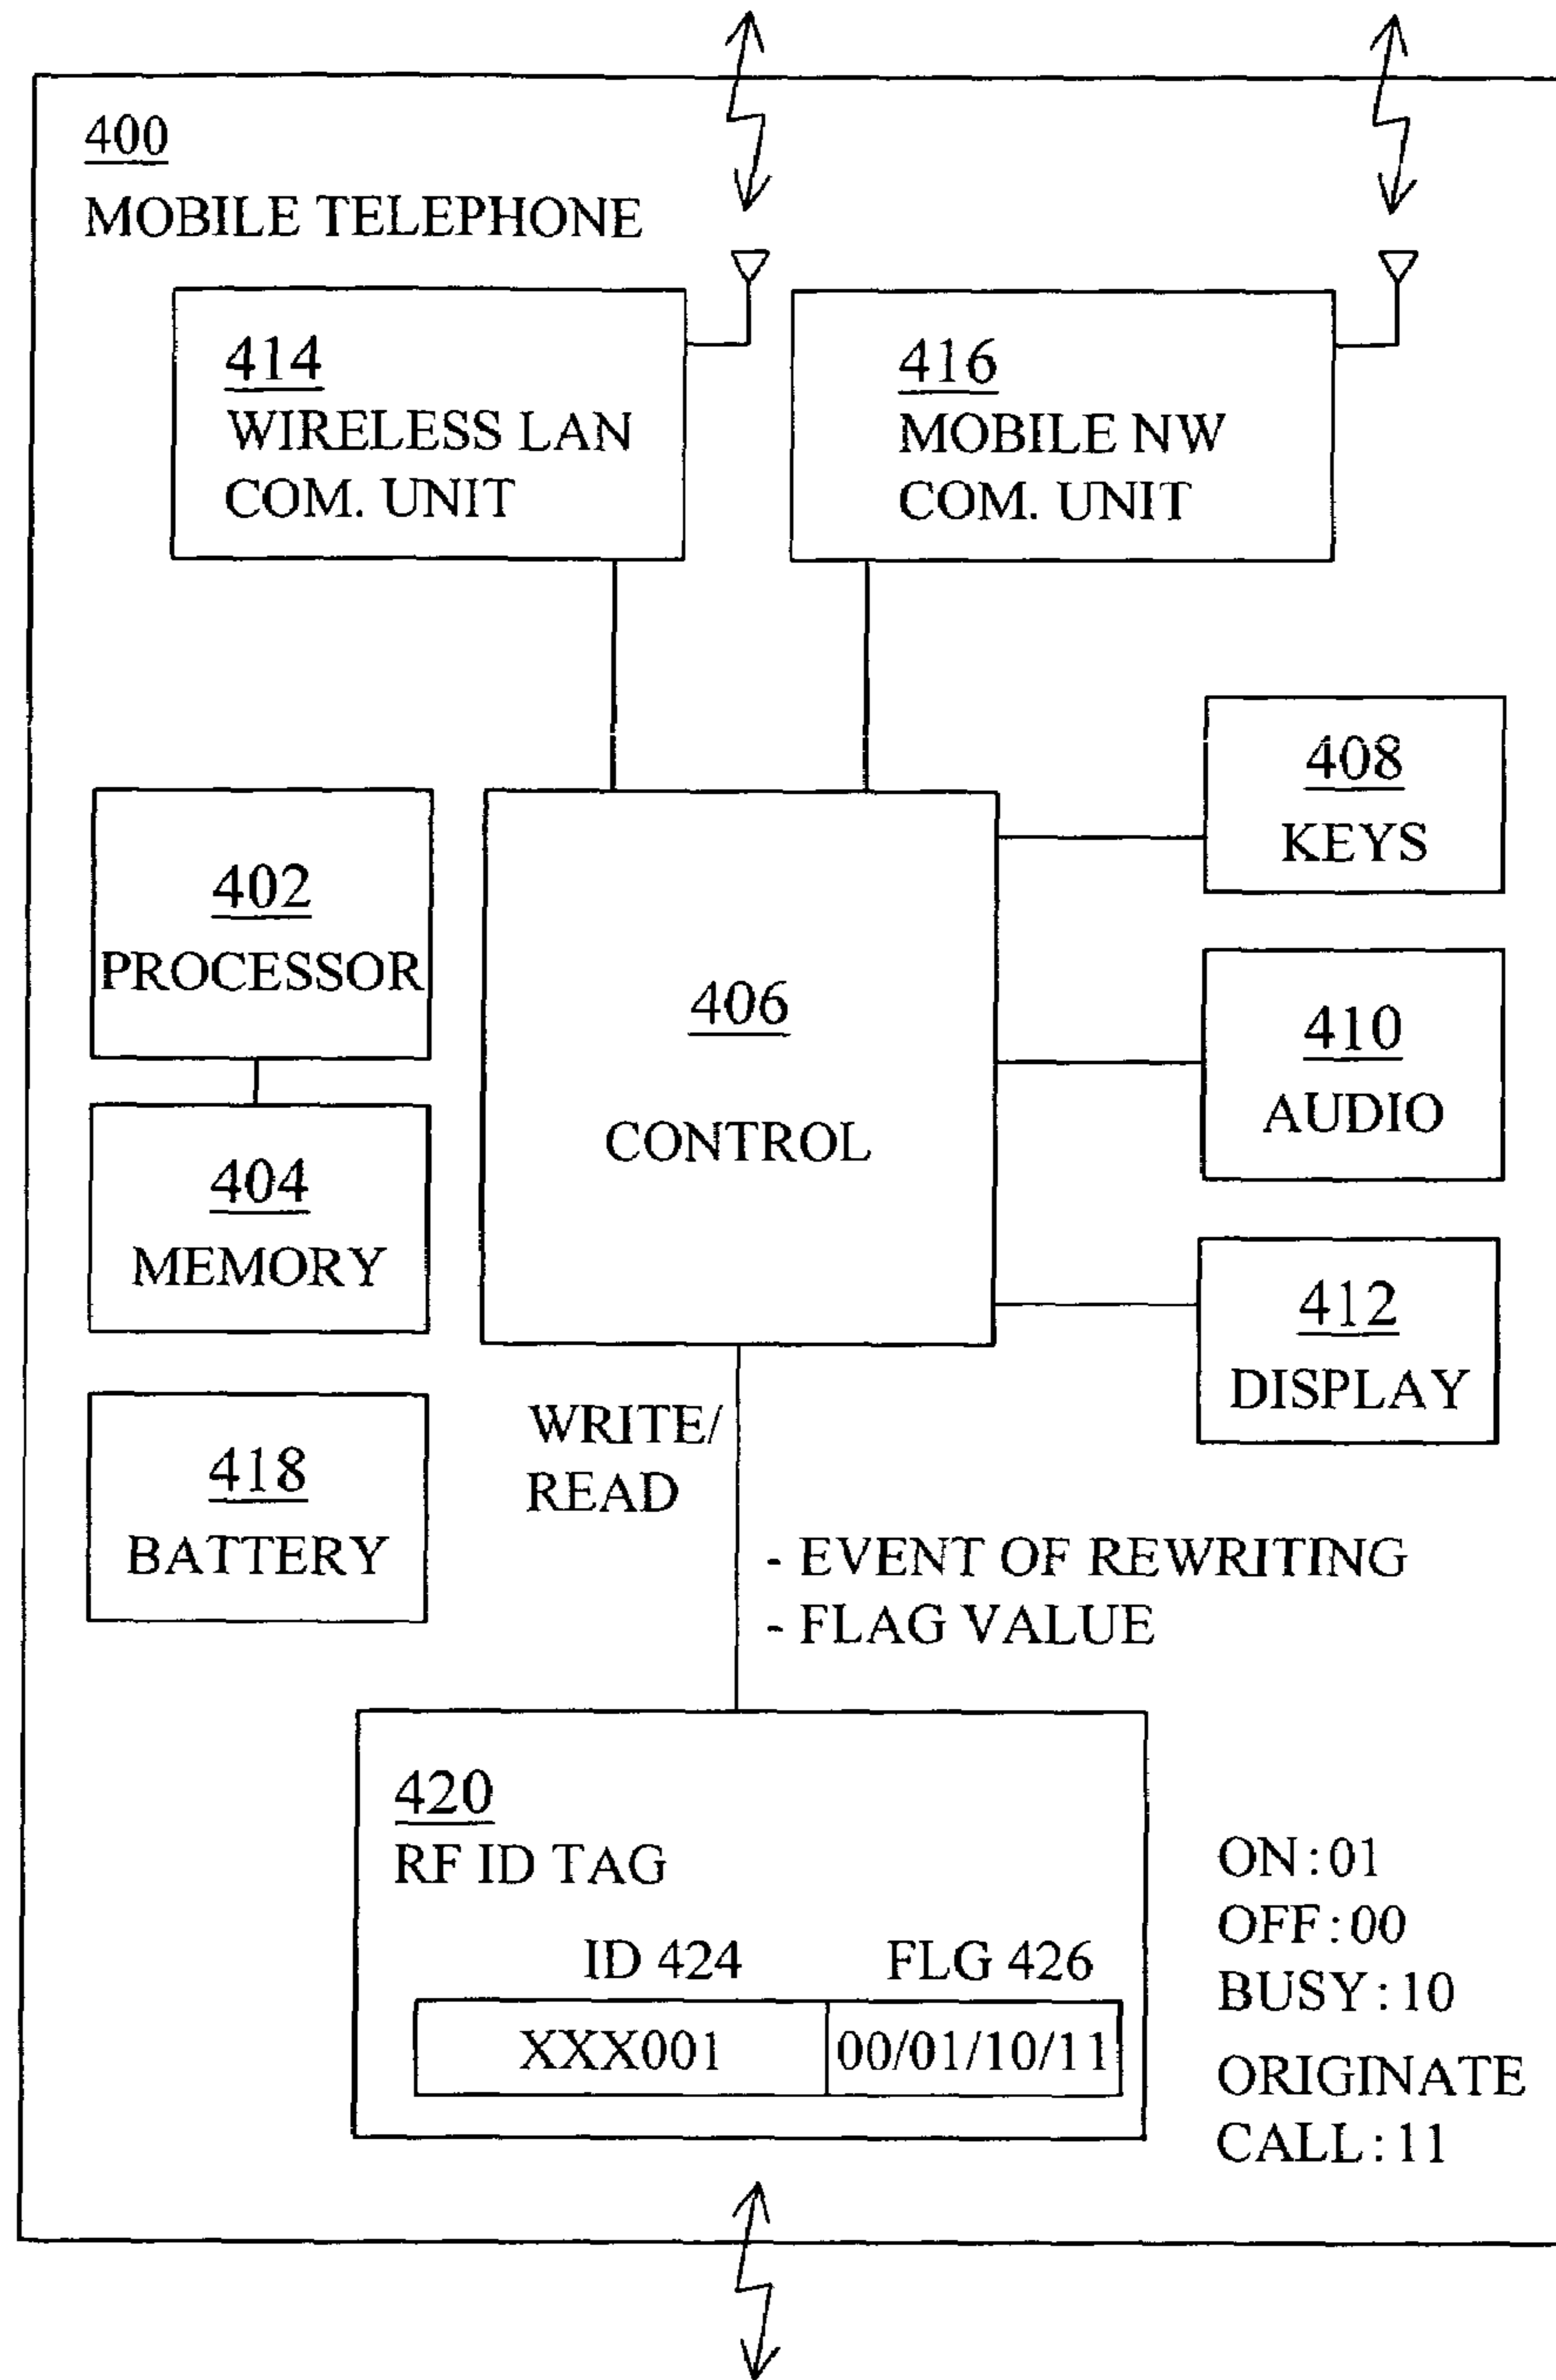 400
MOBILE TELEPHONE
414
WIRELESS LAN
COM. UNIT
416
MOBILE NW
COM. UNIT
408
KEYS
402
PROCESSOR
406
CONTROL
410
AUDIO
404
MEMORY
412
DISPLAY
418
BATTERY
WRITE/
READ
- EVENT OF REWRITING
- FLAG VALUE
420
RF ID TAG
ID 424 FLG 426
XXX001 00/01/10/11
ON:01
OFF:00
BUSY:10
ORIGINATE
CALL:11